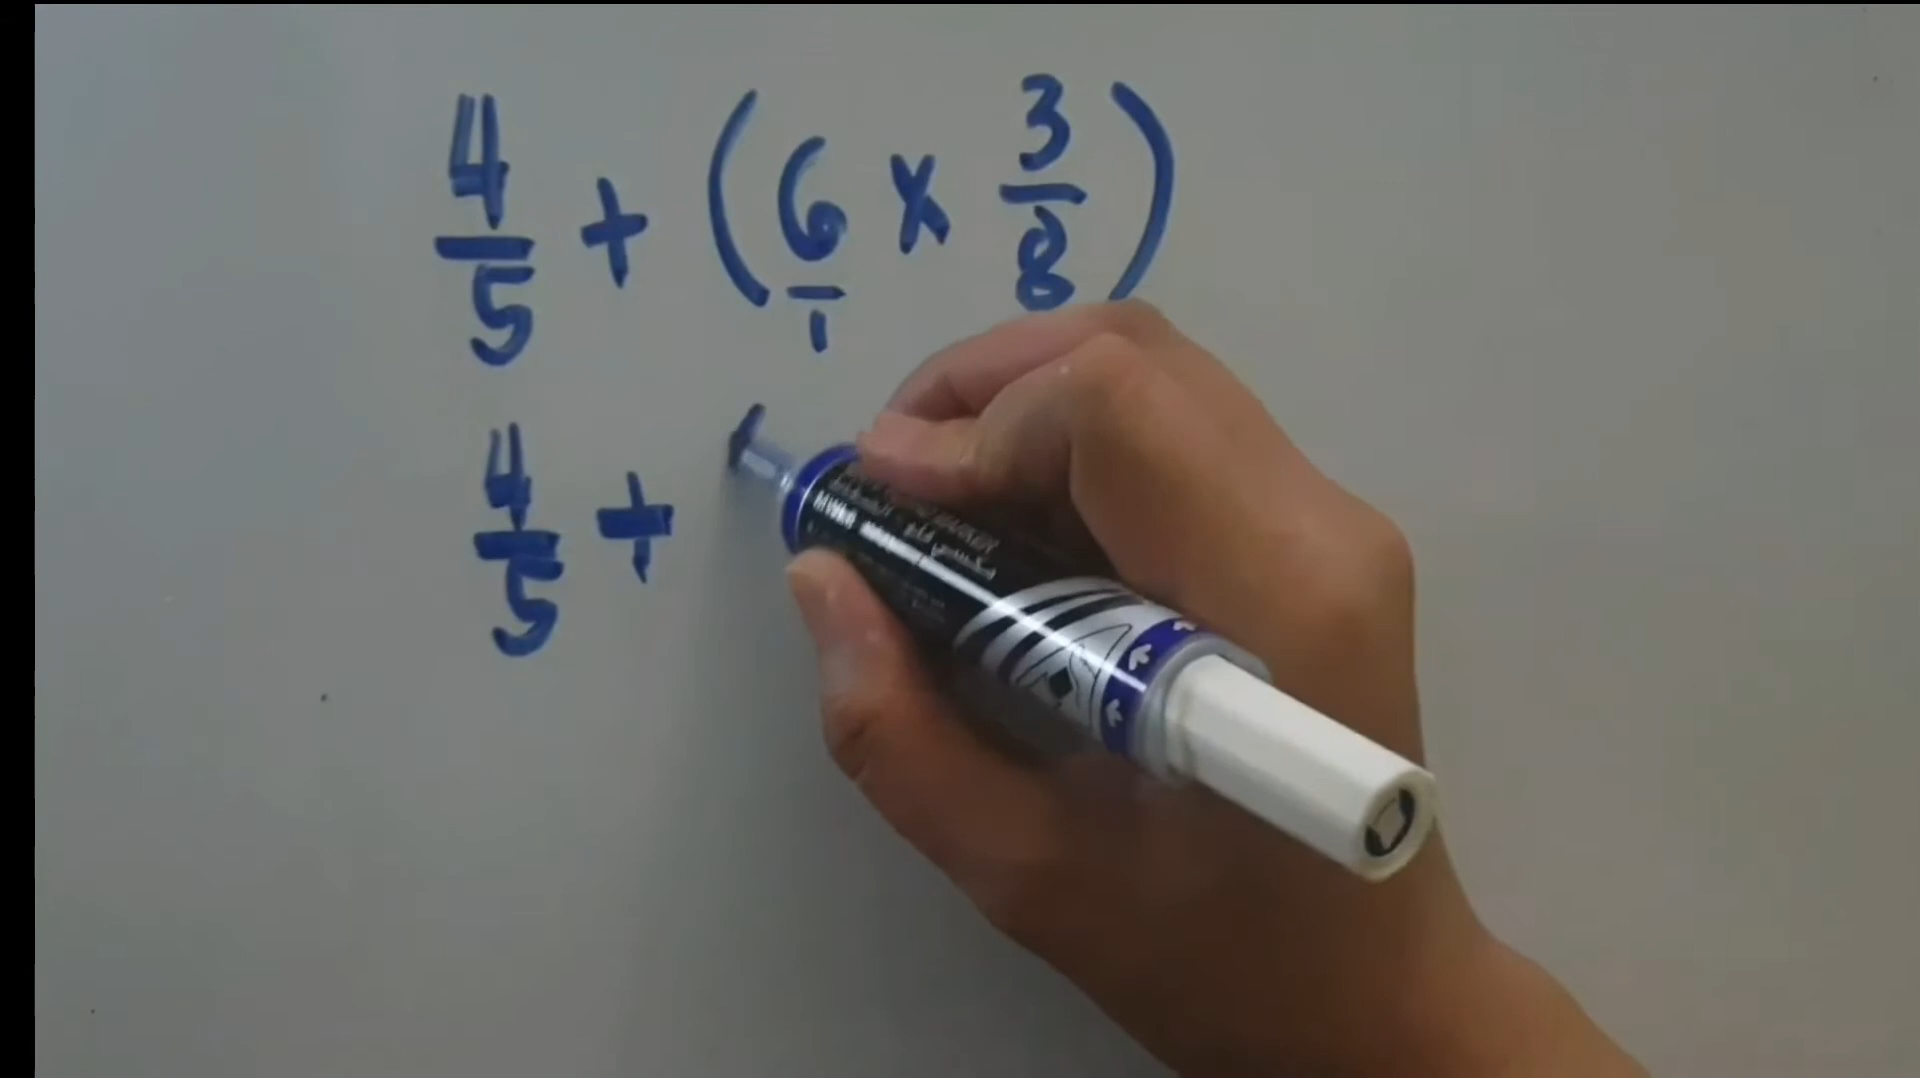 4/5 + (6/1 × 3/8)
4/5 + (